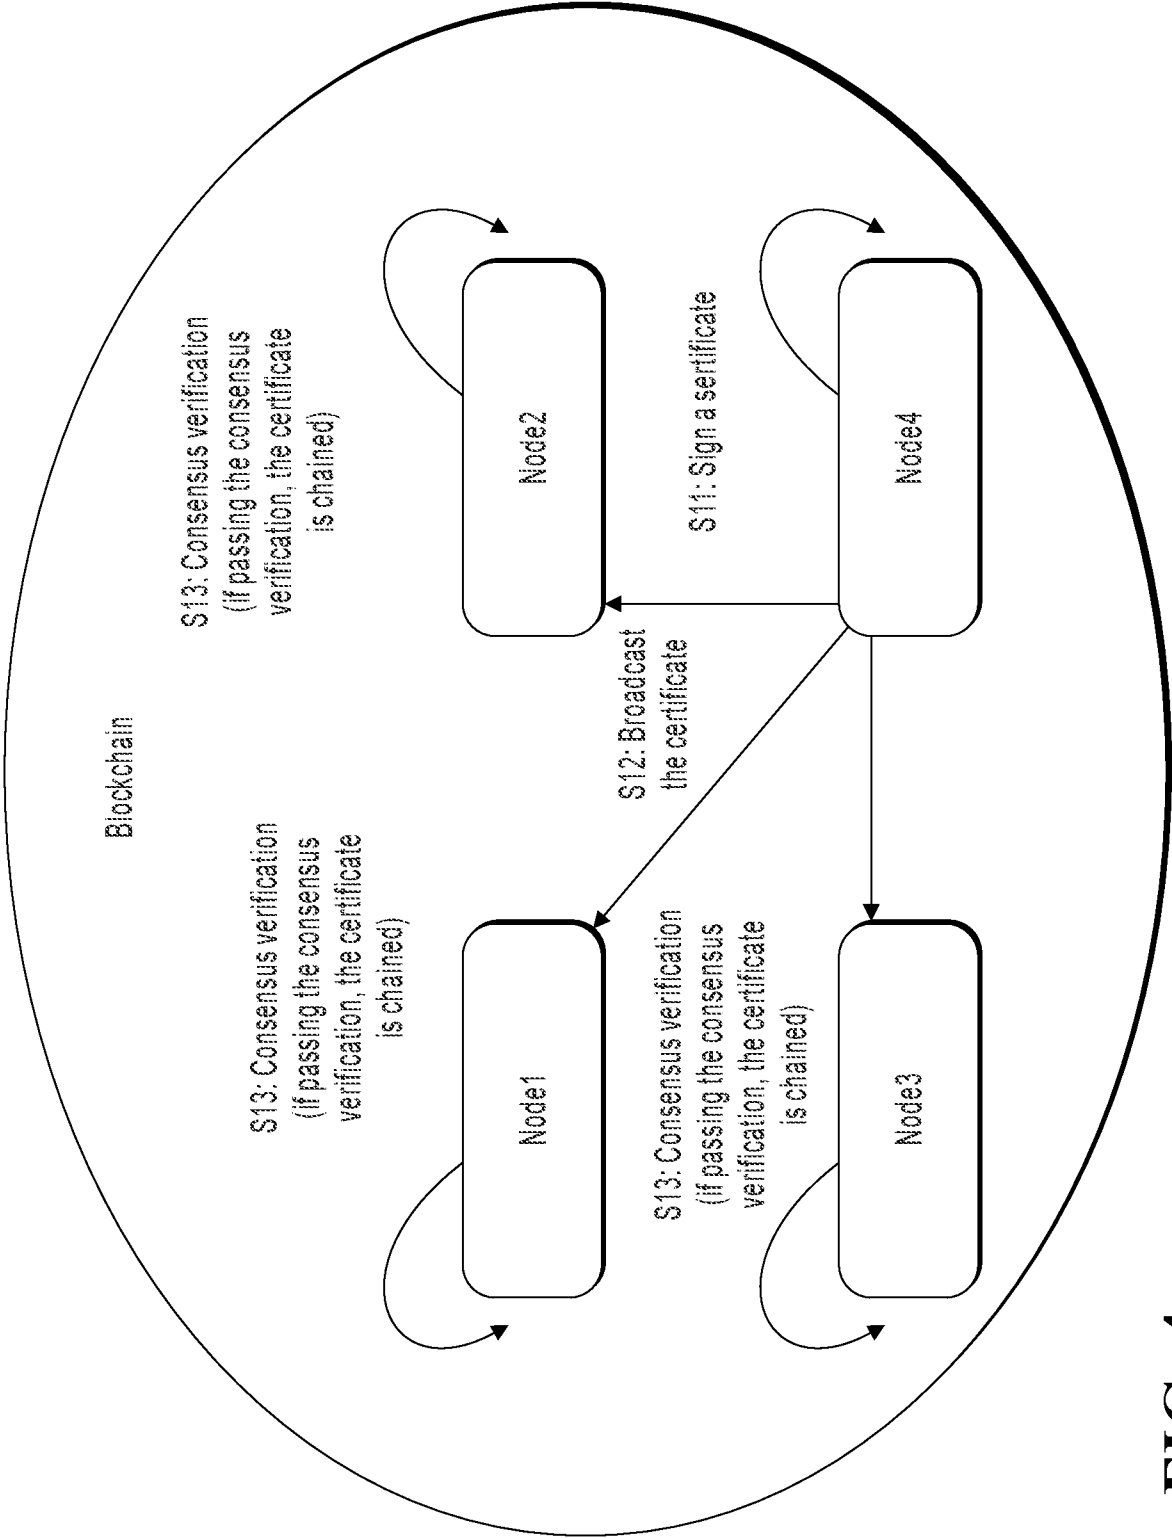 Blockchain
S13: Consensus verification
(if passing the consensus
verification, the certificate
is chained)
S13: Consensus verification
(if passing the consensus
verification, the certificate
is chained)
Node1
Node2
S12: Broadcast
the certificate
S11: Sign a sertificate
S13: Consensus verification
(if passing the consensus
verification, the certificate
is chained)
Node3
Node4